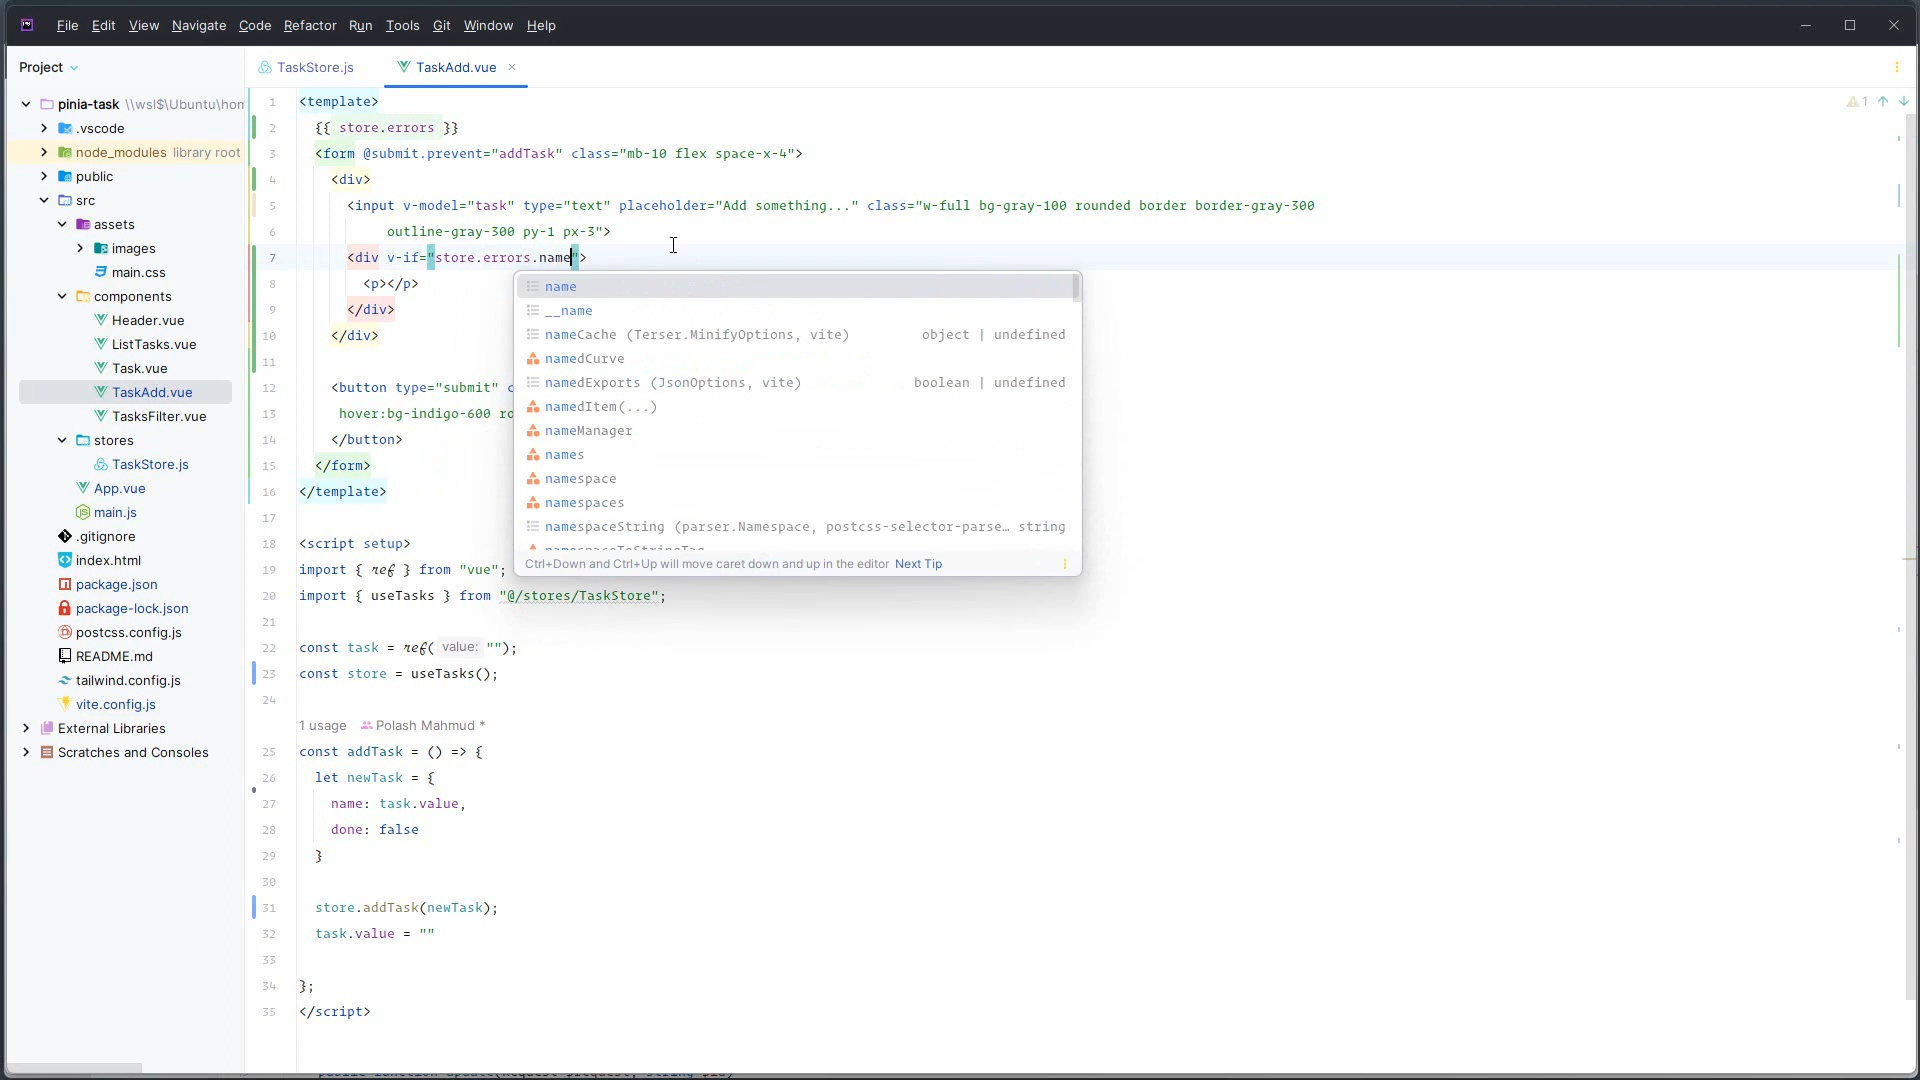 File Edit View Navigate Code Refactor Run Tools Git Window Help
Project
TaskStore.js TaskAdd.vue
pinia-task \\wsl$\Ubuntu\hom
.vscode
node_modules library root
public
src
assets
images
main.css
components
Header.vue
ListTasks.vue
Task.vue
TaskAdd.vue
TasksFilter.vue
stores
TaskStore.js
App.vue
main.js
.gitignore
index.html
package.json
package-lock.json
postcss.config.js
README.md
tailwind.config.js
vite.config.js
External Libraries
Scratches and Consoles
1
1 <template>
2 {{ store.errors }}
3 <form @submit.prevent="addTask" class="mb-10 flex space-x-4">
4 <div>
5 <input v-model="task" type="text" placeholder="Add something..." class="w-full bg-gray-100 rounded border border-gray-300
6 outline-gray-300 py-1 px-3">
7 <div v-if="store.errors.name">
8 <p></p>
9 </div>
10 </div>
11
12 <button type="submit" c
13 hover:bg-indigo-600 ro
14 </button>
15 </form>
16 </template>
17
18 <script setup>
19 import { ref } from "vue";
20 import { useTasks } from "@/stores/TaskStore";
21
22 const task = ref( value: "");
23 const store = useTasks();
24
1 usage Polash Mahmud *
25 const addTask = () => {
26 let newTask = {
27 name: task.value,
28 done: false
29 }
30
31 store.addTask(newTask);
32 task.value = ""
33
34 };
35 </script>
name
__name
nameCache (Terser.MinifyOptions, vite) object | undefined
namedCurve
namedExports (JsonOptions, vite) boolean | undefined
namedItem(...)
nameManager
names
namespace
namespaces
namespaceString (parser.Namespace, postcss-selector-parse… string
Ctrl+Down and Ctrl+Up will move caret down and up in the editor Next Tip